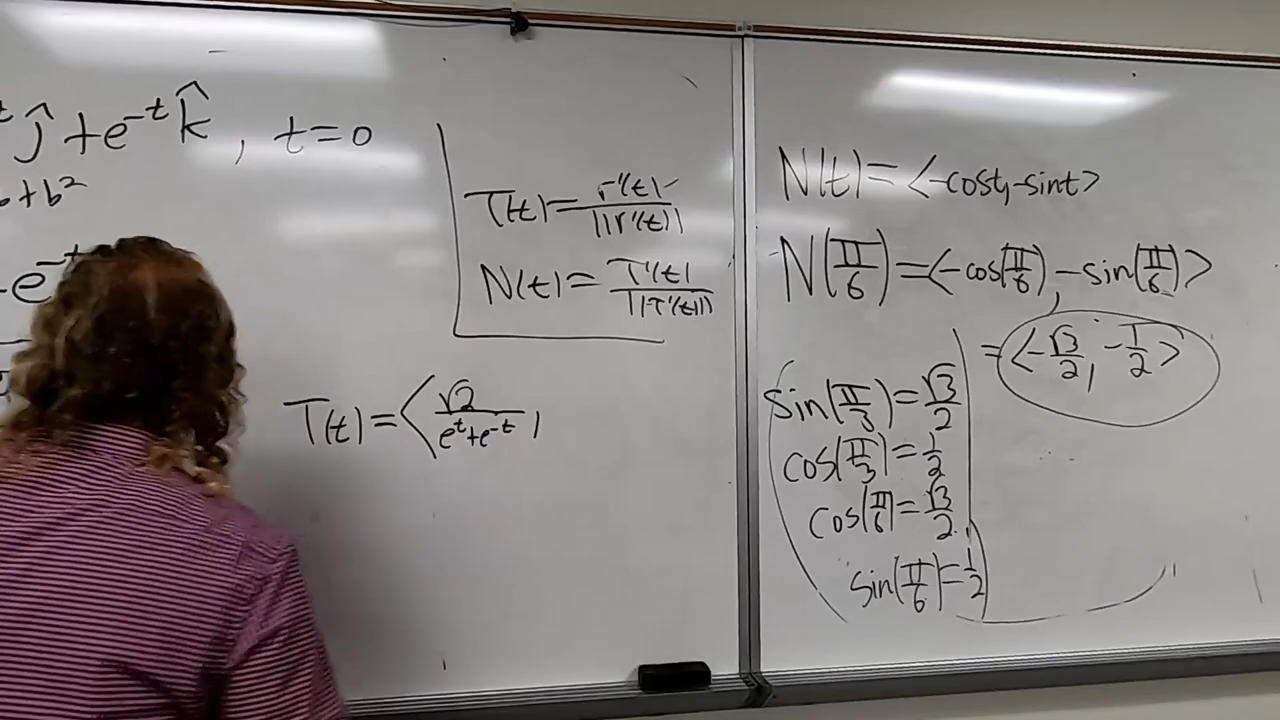 t ĵ + e^-t k̂ , t=0
b + b²
-e^-t
T(t) = r'(t) / ||r'(t)||
N(t) = T'(t) / ||T'(t)||
T(t) = < √2 / e^t+e^-t ,
N(t) = <-cost, -sint>
N(π/6) = <-cos(π/6), -sin(π/6)>
= <-√3/2, -1/2>
sin(π/3) = √3/2
cos(π/3) = 1/2
cos(π/6) = √3/2
sin(π/6) = 1/2